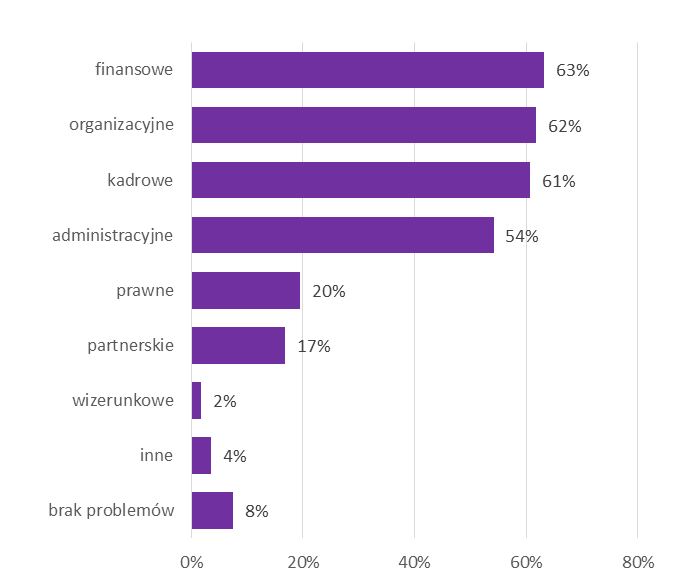 finansowe 63%
organizacyjne 62%
kadrowe 61%
administracyjne 54%
prawne 20%
partnerskie 17%
wizerunkowe 2%
inne 4%
brak problemów 8%
0% 20% 40% 60% 80%